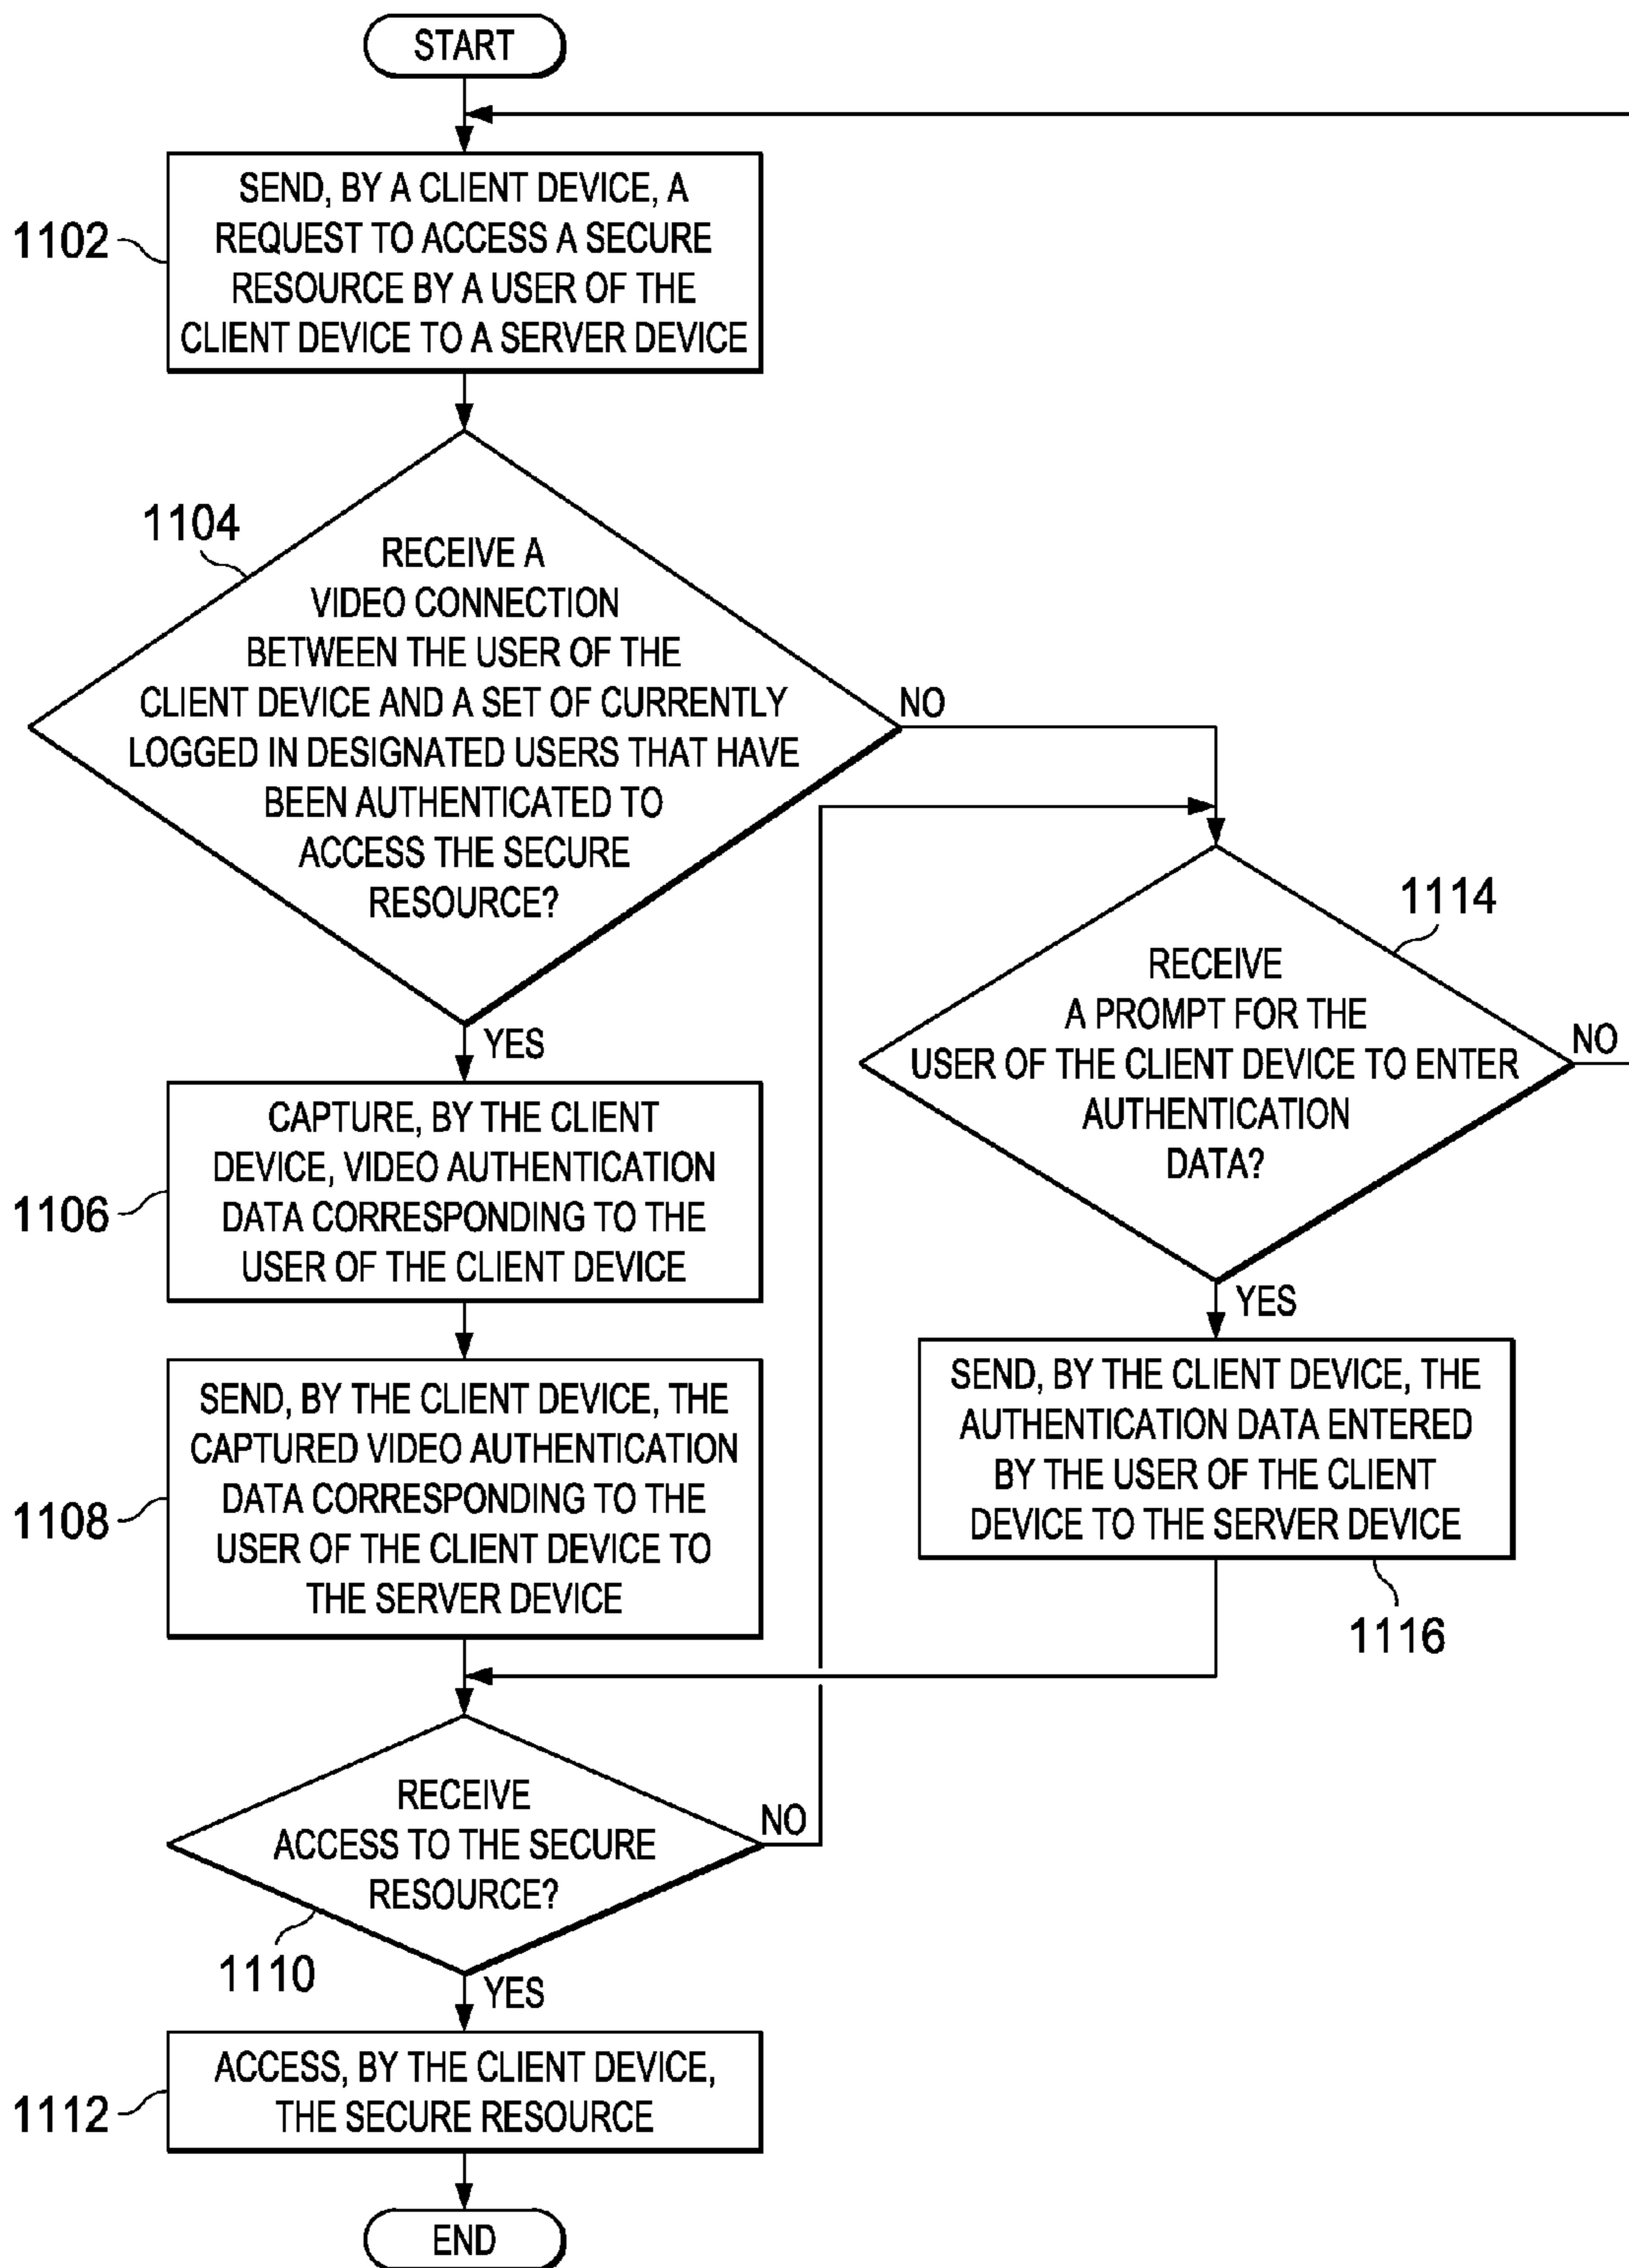 START
1102
SEND, BY A CLIENT DEVICE, A
REQUEST TO ACCESS A SECURE
RESOURCE BY A USER OF THE
CLIENT DEVICE TO A SERVER DEVICE
1104
RECEIVE A
VIDEO CONNECTION
BETWEEN THE USER OF THE
CLIENT DEVICE AND A SET OF CURRENTLY
LOGGED IN DESIGNATED USERS THAT HAVE
BEEN AUTHENTICATED TO
ACCESS THE SECURE
RESOURCE?
NO
YES
1106
CAPTURE, BY THE CLIENT
DEVICE, VIDEO AUTHENTICATION
DATA CORRESPONDING TO THE
USER OF THE CLIENT DEVICE
1108
SEND, BY THE CLIENT DEVICE, THE
CAPTURED VIDEO AUTHENTICATION
DATA CORRESPONDING TO THE
USER OF THE CLIENT DEVICE TO
THE SERVER DEVICE
RECEIVE
ACCESS TO THE SECURE
RESOURCE?
NO
1110
YES
1112
ACCESS, BY THE CLIENT DEVICE,
THE SECURE RESOURCE
END
1114
RECEIVE
A PROMPT FOR THE
USER OF THE CLIENT DEVICE TO ENTER
AUTHENTICATION
DATA?
NO
YES
SEND, BY THE CLIENT DEVICE, THE
AUTHENTICATION DATA ENTERED
BY THE USER OF THE CLIENT
DEVICE TO THE SERVER DEVICE
1116